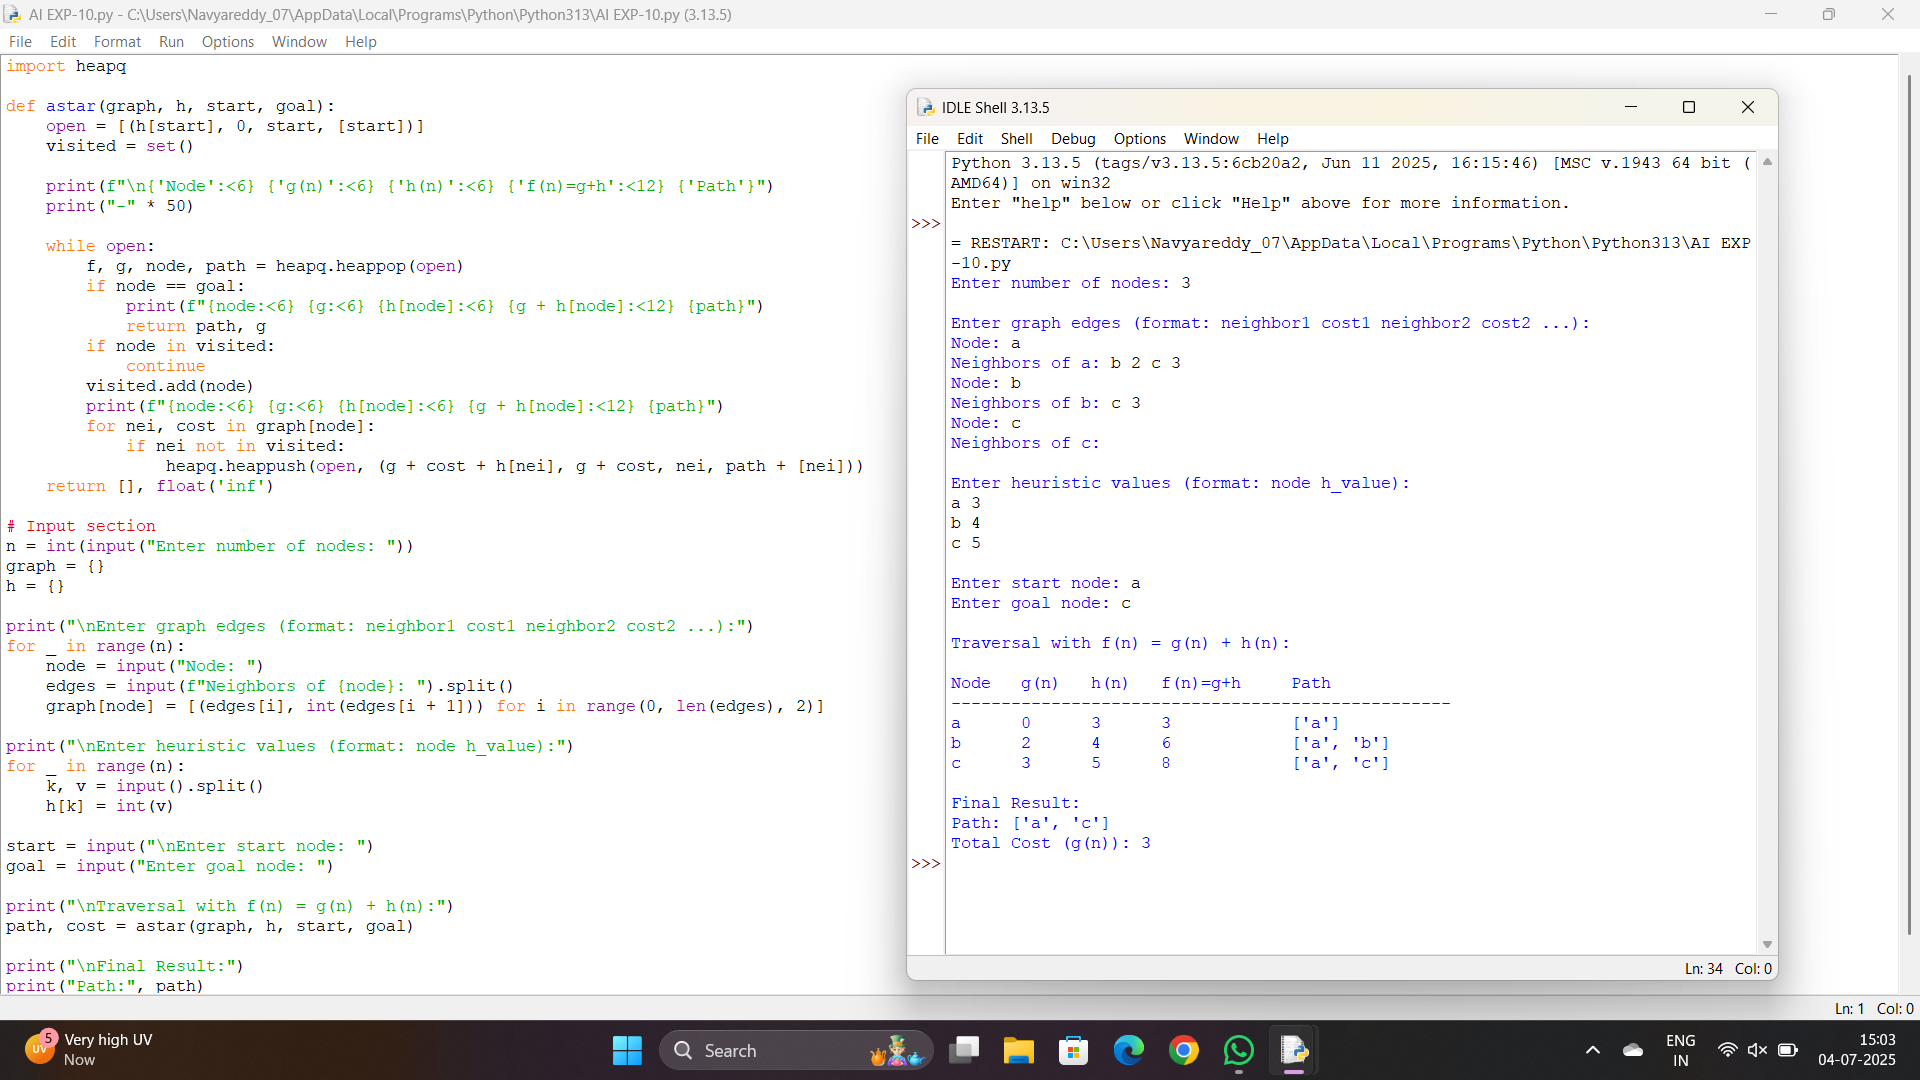 AI EXP-10.py - C:\Users\Navyareddy_07\AppData\Local\Programs\Python\Python313\AI EXP-10.py (3.13.5)
File Edit Format Run Options Window Help
import heapq

def astar(graph, h, start, goal):
    open = [(h[start], 0, start, [start])]
    visited = set()

    print(f"\n{'Node':<6} {'g(n)':<6} {'h(n)':<6} {'f(n)=g+h':<12} {'Path'}")
    print("-" * 50)

    while open:
        f, g, node, path = heapq.heappop(open)
        if node == goal:
            print(f"{node:<6} {g:<6} {h[node]:<6} {g + h[node]:<12} {path}")
            return path, g
        if node in visited:
            continue
        visited.add(node)
        print(f"{node:<6} {g:<6} {h[node]:<6} {g + h[node]:<12} {path}")
        for nei, cost in graph[node]:
            if nei not in visited:
                heapq.heappush(open, (g + cost + h[nei], g + cost, nei, path + [nei]))
    return [], float('inf')

# Input section
n = int(input("Enter number of nodes: "))
graph = {}
h = {}

print("\nEnter graph edges (format: neighbor1 cost1 neighbor2 cost2 ...):")
for _ in range(n):
    node = input("Node: ")
    edges = input(f"Neighbors of {node}: ").split()
    graph[node] = [(edges[i], int(edges[i + 1])) for i in range(0, len(edges), 2)]

print("\nEnter heuristic values (format: node h_value):")
for _ in range(n):
    k, v = input().split()
    h[k] = int(v)

start = input("\nEnter start node: ")
goal = input("Enter goal node: ")

print("\nTraversal with f(n) = g(n) + h(n):")
path, cost = astar(graph, h, start, goal)

print("\nFinal Result:")
print("Path:", path)
Ln: 1 Col: 0
IDLE Shell 3.13.5
File Edit Shell Debug Options Window Help
Python 3.13.5 (tags/v3.13.5:6cb20a2, Jun 11 2025, 16:15:46) [MSC v.1943 64 bit (
AMD64)] on win32
Enter "help" below or click "Help" above for more information.
>>>
= RESTART: C:\Users\Navyareddy_07\AppData\Local\Programs\Python\Python313\AI EXP
-10.py
Enter number of nodes: 3

Enter graph edges (format: neighbor1 cost1 neighbor2 cost2 ...):
Node: a
Neighbors of a: b 2 c 3
Node: b
Neighbors of b: c 3
Node: c
Neighbors of c:

Enter heuristic values (format: node h_value):
a 3
b 4
c 5

Enter start node: a
Enter goal node: c

Traversal with f(n) = g(n) + h(n):

Node   g(n)   h(n)   f(n)=g+h     Path
--------------------------------------------------
a      0      3      3            ['a']
b      2      4      6            ['a', 'b']
c      3      5      8            ['a', 'c']

Final Result:
Path: ['a', 'c']
Total Cost (g(n)): 3
>>>
Ln: 34 Col: 0
UV 5
Very high UV
Now
Search
ENG
IN
15:03
04-07-2025